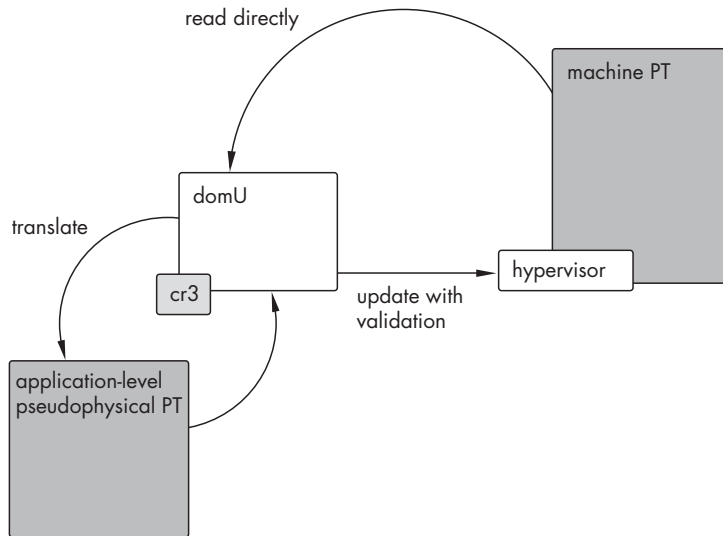 read directly
machine PT
domU
translate
cr3
hypervisor
update with
validation
application-level
pseudophysical PT